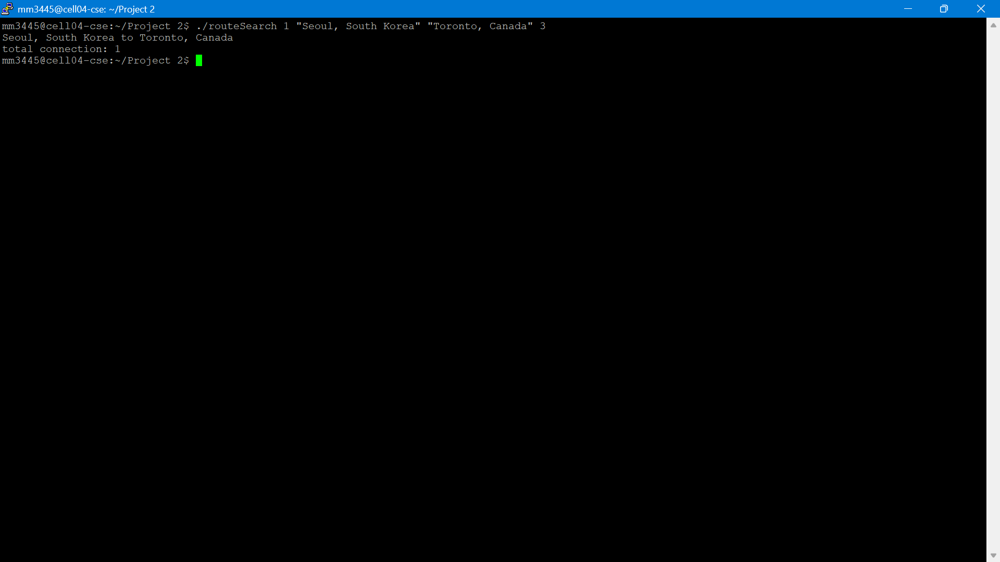 mm3445@cell04-cse: ~/Project 2
mm3445@cell04-cse:~/Project 2$ ./routeSearch 1 "Seoul, South Korea" "Toronto, Canada" 3
Seoul, South Korea to Toronto, Canada
total connection: 1
mm3445@cell04-cse:~/Project 2$